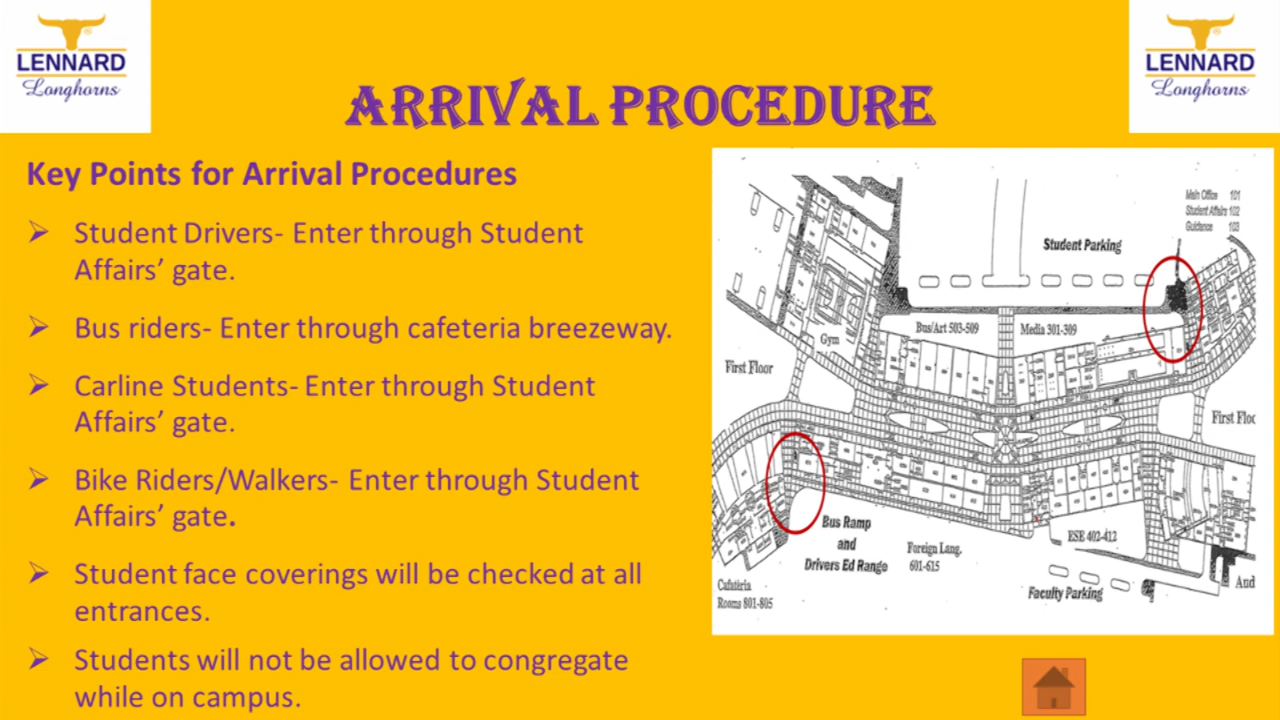 LENNARD
Longhorns
LENNARD
Longhorns
ARRIVAL PROCEDURE
Key Points for Arrival Procedures
Student Drivers- Enter through Student
Affairs’ gate.
Bus riders- Enter through cafeteria breezeway.
Carline Students- Enter through Student
Affairs’ gate.
Bike Riders/Walkers- Enter through Student
Affairs’ gate.
Student face coverings will be checked at all
entrances.
Students will not be allowed to congregate
while on campus.
Main Office 101
Student Affairs 102
Guidance 103
Student Parking
Bus/Art 503-509
Media 301-309
Gym
First Floor
First Floo
Bus Ramp
and
Drivers Ed Range
Foreign Lang.
601-615
ESE 402-412
Faculty Parking
Aud
Cafateria
Rooms 801-805